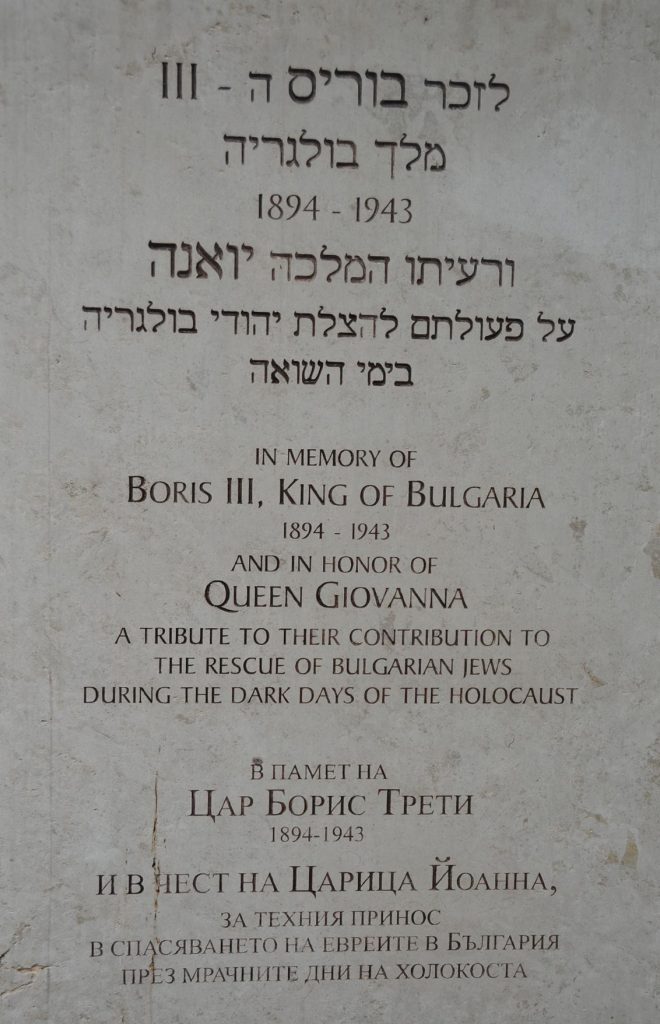 לזכר בוריס ה - III
מלך בולגריה
1894 - 1943
ורעיתו המלכה יואנה
על פעולתם להצלת יהודי בולגריה
בימי השואה
IN MEMORY OF
BORIS III, KING OF BULGARIA
1894 - 1943
AND IN HONOR OF
QUEEN GIOVANNA
A TRIBUTE TO THEIR CONTRIBUTION TO
THE RESCUE OF BULGARIAN JEWS
DURING THE DARK DAYS OF THE HOLOCAUST
В ПАМЕТ НА
ЦАР БОРИС ТРЕТИ
1894-1943
И В ЧЕСТ НА ЦАРИЦА ЙОАННА,
ЗА ТЕХНИЯ ПРИНОС
В СПАСЯВАНЕТО НА ЕВРЕИТЕ В БЪЛГАРИЯ
ПРЕЗ МРАЧНИТЕ ДНИ НА ХОЛОКОСТА